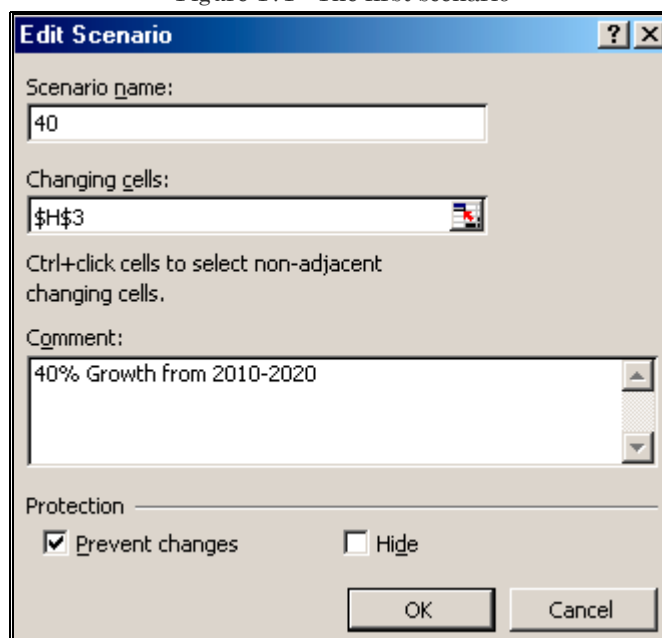 Edit Scenario
Scenario name:
40
Changing cells:
$H$3
Ctrl+click cells to select non-adjacent
changing cells.
Comment:
40% Growth from 2010-2020
Protection
Prevent changes
Hide
OK
Cancel